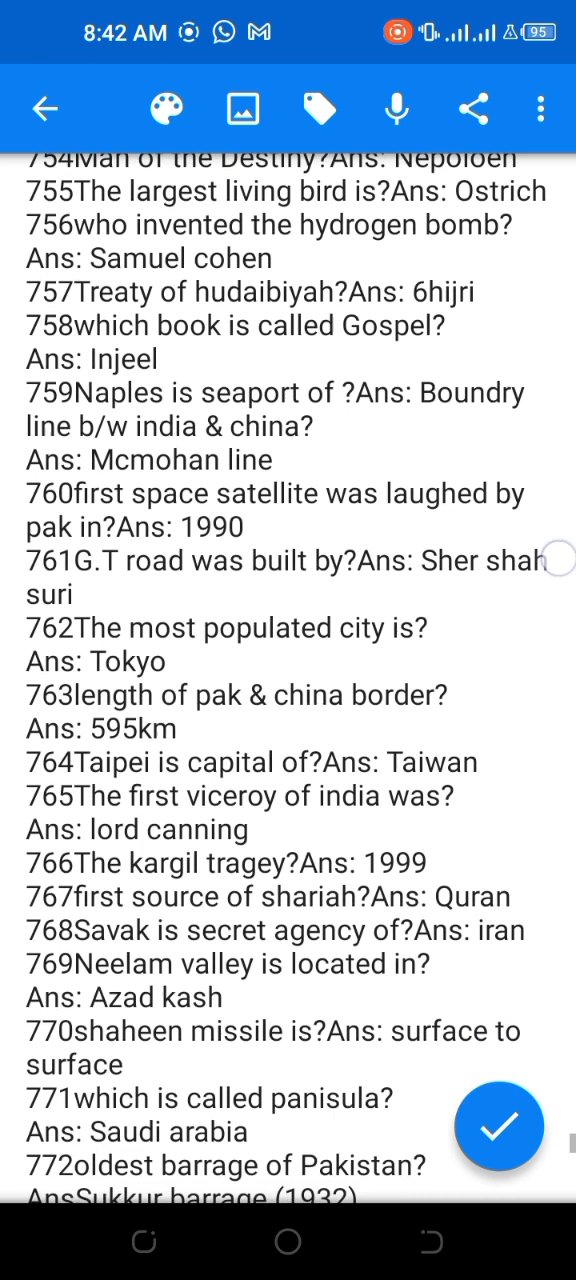 8:42 AM
95
754Man of the Destiny?Ans: Nepoloen
755The largest living bird is?Ans: Ostrich
756who invented the hydrogen bomb?
Ans: Samuel cohen
757Treaty of hudaibiyah?Ans: 6hijri
758which book is called Gospel?
Ans: Injeel
759Naples is seaport of ?Ans: Boundry
line b/w india & china?
Ans: Mcmohan line
760first space satellite was laughed by
pak in?Ans: 1990
761G.T road was built by?Ans: Sher shah
suri
762The most populated city is?
Ans: Tokyo
763length of pak & china border?
Ans: 595km
764Taipei is capital of?Ans: Taiwan
765The first viceroy of india was?
Ans: lord canning
766The kargil tragey?Ans: 1999
767first source of shariah?Ans: Quran
768Savak is secret agency of?Ans: iran
769Neelam valley is located in?
Ans: Azad kash
770shaheen missile is?Ans: surface to
surface
771which is called panisula?
Ans: Saudi arabia
772oldest barrage of Pakistan?
AnsSukkur barrage (1932)